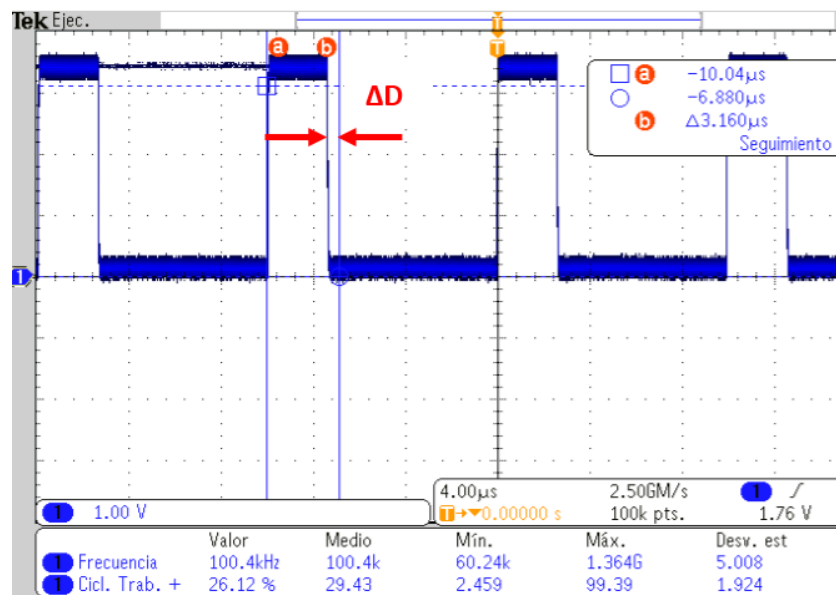 Tek Ejec.
T
a b
T
a -10.04µs
-6.880µs
b Δ3.160µs
Seguimiento
ΔD
1
1 1.00 V
4.00µs 2.50GM/s 1
T→▼0.00000 s 100k pts. 1.76 V
Valor Medio Mín. Máx. Desv. est
1 Frecuencia 100.4kHz 100.4k 60.24k 1.364G 5.008
1 Cicl. Trab. + 26.12 % 29.43 2.459 99.39 1.924